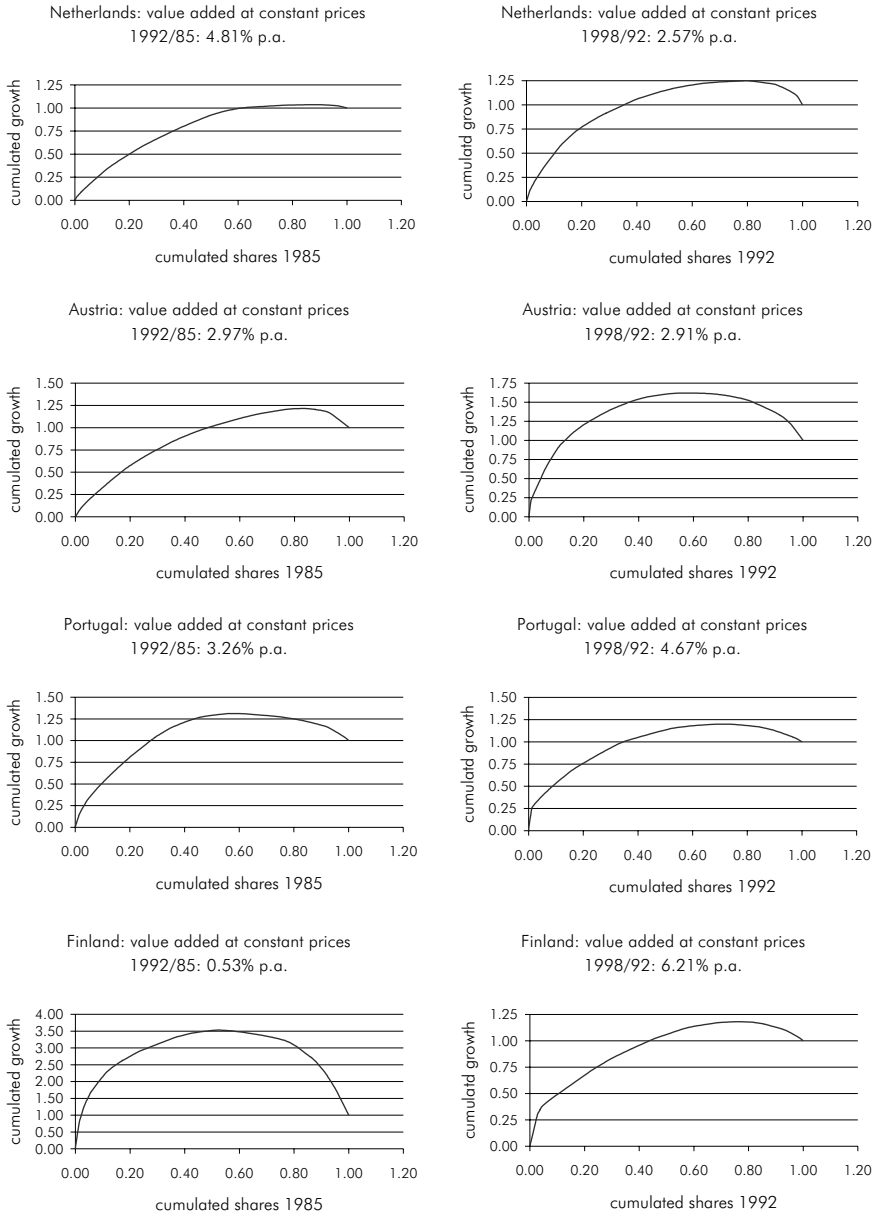 Netherlands: value added at constant prices
1992/85: 4.81% p.a.
cumulated growth
1.25
1.00
0.75
0.50
0.25
0.00
0.00 0.20 0.40 0.60 0.80 1.00 1.20
cumulated shares 1985
Netherlands: value added at constant prices
1998/92: 2.57% p.a.
cumulatd growth
1.25
1.00
0.75
0.50
0.25
0.00
0.00 0.20 0.40 0.60 0.80 1.00 1.20
cumulated shares 1992
Austria: value added at constant prices
1992/85: 2.97% p.a.
cumulated growth
1.50
1.25
1.00
0.75
0.50
0.25
0.00
0.00 0.20 0.40 0.60 0.80 1.00 1.20
cumulated shares 1985
Austria: value added at constant prices
1998/92: 2.91% p.a.
cumulatd growth
1.75
1.50
1.25
1.00
0.75
0.50
0.25
0.00
0.00 0.20 0.40 0.60 0.80 1.00 1.20
cumulated shares 1992
Portugal: value added at constant prices
1992/85: 3.26% p.a.
cumulated growth
1.50
1.25
1.00
0.75
0.50
0.25
0.00
0.00 0.20 0.40 0.60 0.80 1.00 1.20
cumulated shares 1985
Portugal: value added at constant prices
1998/92: 4.67% p.a.
cumulatd growth
1.50
1.25
1.00
0.75
0.50
0.25
0.00
0.00 0.20 0.40 0.60 0.80 1.00 1.20
cumulated shares 1992
Finland: value added at constant prices
1992/85: 0.53% p.a.
cumulated growth
4.00
3.50
3.00
2.50
2.00
1.50
1.00
0.50
0.00
0.00 0.20 0.40 0.60 0.80 1.00 1.20
cumulated shares 1985
Finland: value added at constant prices
1998/92: 6.21% p.a.
cumulatd growth
1.25
1.00
0.75
0.50
0.25
0.00
0.00 0.20 0.40 0.60 0.80 1.00 1.20
cumulated shares 1992